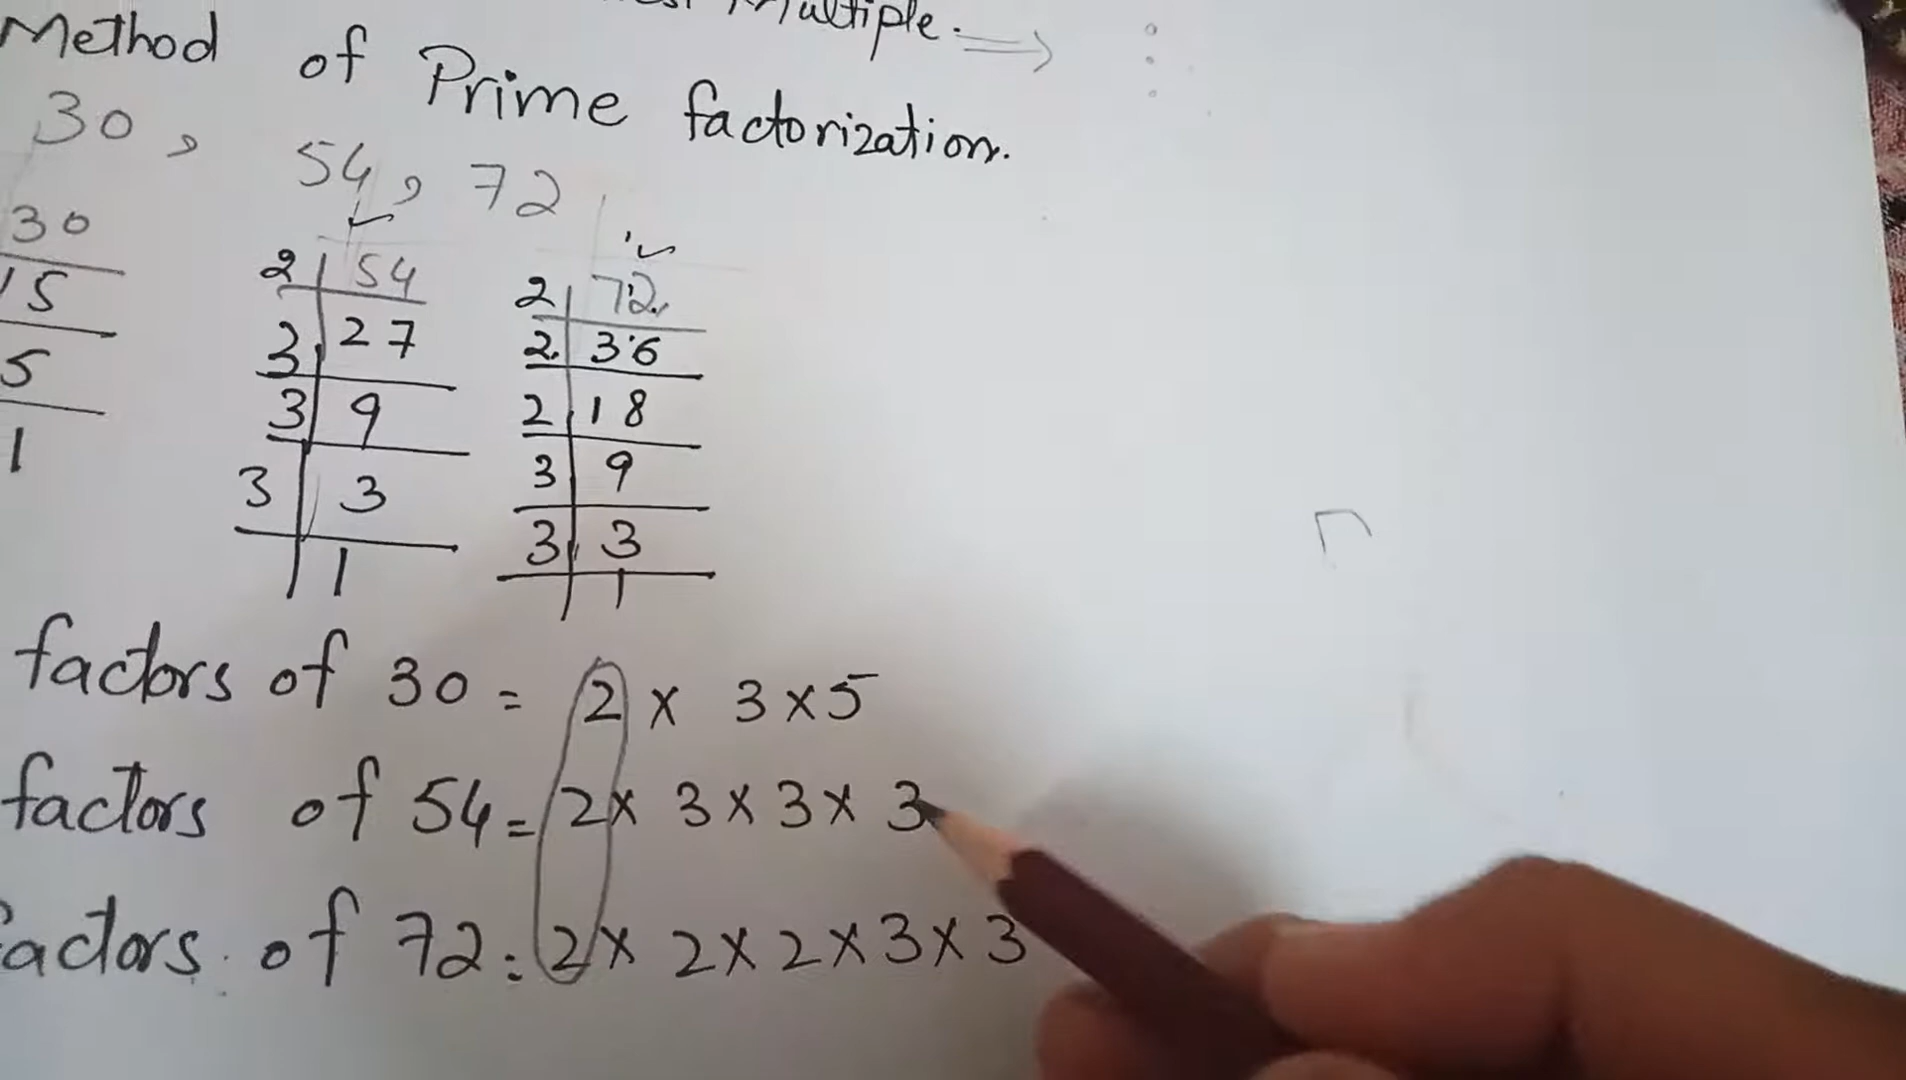 Multiple.
Method of Prime factorization.
30, 54, 72
30
15
5
1
2 54
3 27
3 9
3 3
1
2 72
2 36
2 18
3 9
3 3
1
factors of 30 = 2 x 3 x 5
factors of 54 = 2 x 3 x 3 x 3
factors of 72 = 2 x 2 x 2 x 3 x 3